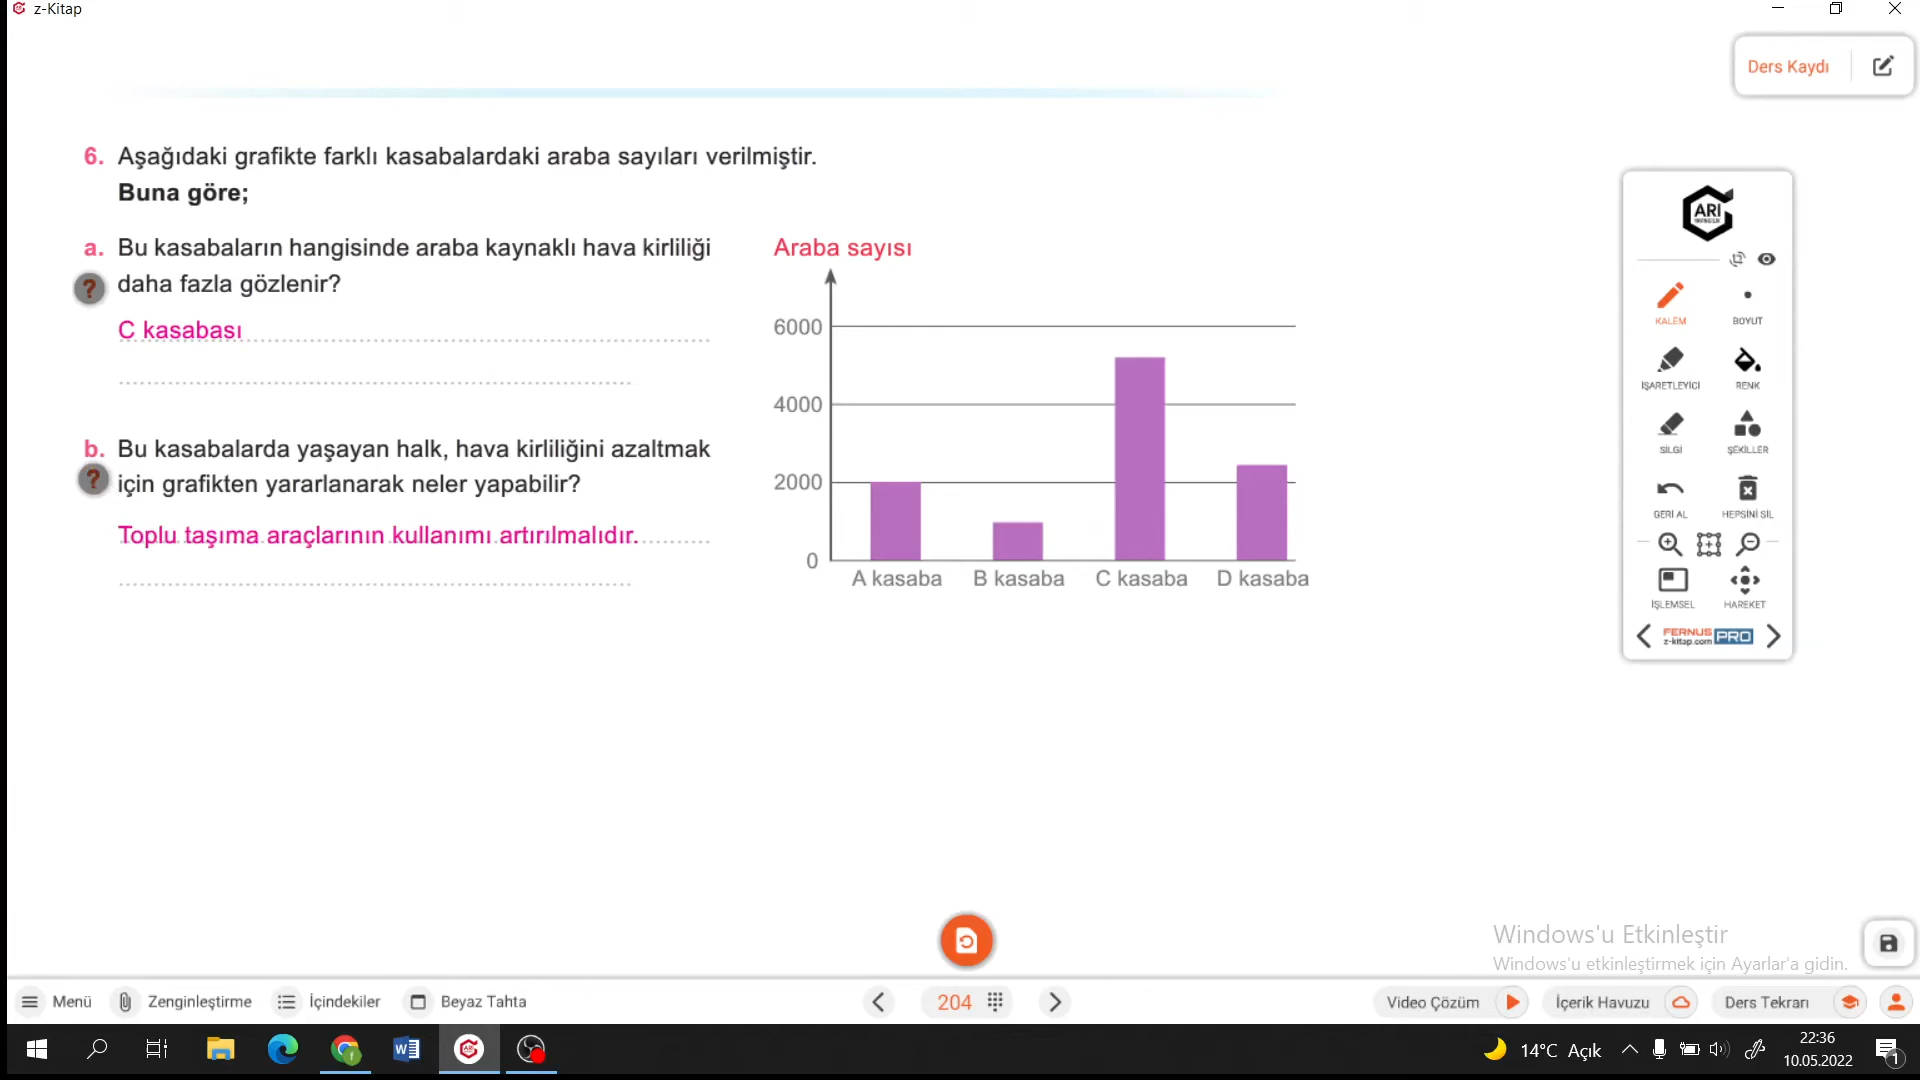 z-Kitap
Ders Kaydı
6. Aşağıdaki grafikte farklı kasabalardaki araba sayıları verilmiştir.
Buna göre;
a. Bu kasabaların hangisinde araba kaynaklı hava kirliliği
daha fazla gözlenir?
C kasabası
b. Bu kasabalarda yaşayan halk, hava kirliliğini azaltmak
için grafikten yararlanarak neler yapabilir?
Toplu taşıma araçlarının kullanımı artırılmalıdır.
Araba sayısı
6000
4000
2000
0
A kasaba B kasaba C kasaba D kasaba
ARI
KALEM BOYUT
İŞARETLEYİCİ RENK
SİLGİ ŞEKİLLER
GERİ AL HEPSİNİ SİL
İŞLEMSEL HAREKET
FERNUS PRO
z-kitap.com
Windows'u Etkinleştir
Windows'u etkinleştirmek için Ayarlar'a gidin.
Menü Zenginleştirme İçindekiler Beyaz Tahta 204 Video Çözüm İçerik Havuzu Ders Tekrarı
14°C Açık 22:36
10.05.2022 1